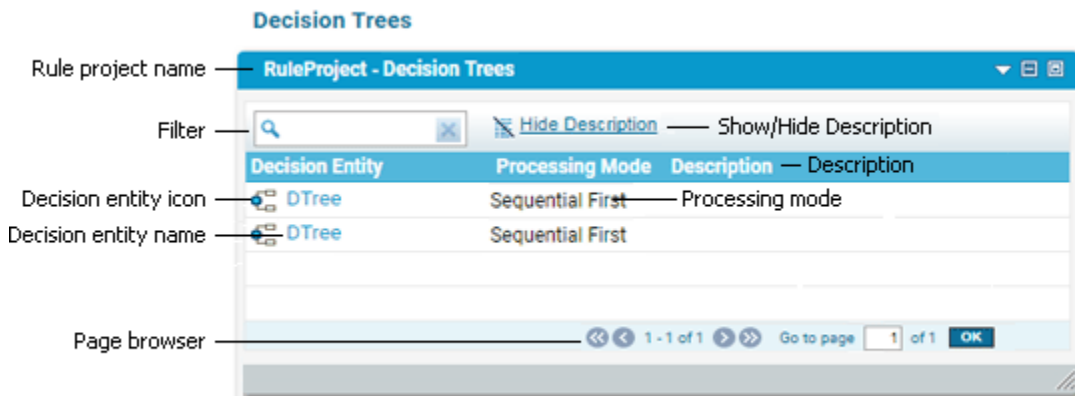 Decision Trees
Rule project name RuleProject - Decision Trees
Filter Hide Description Show/Hide Description
Decision Entity Processing Mode Description Description
Decision entity icon DTree Sequential First Processing mode
Decision entity name DTree Sequential First
Page browser 1 - 1 of 1 Go to page 1 of 1 OK